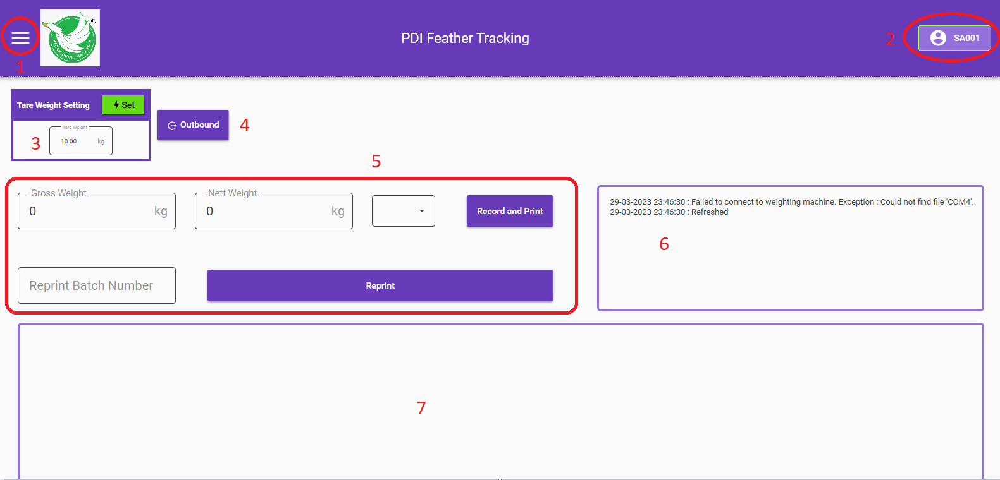 PERAK DUCK MALAYSIA
®
1
PDI Feather Tracking
2
SA001
Tare Weight Setting
Set
Tare Weight
10.00 kg
3
Outbound
4
5
Gross Weight
0 kg
Nett Weight
0 kg
Record and Print
Reprint Batch Number
Reprint
29-03-2023 23:46:30 : Failed to connect to weighting machine. Exception : Could not find file 'COM4'.
29-03-2023 23:46:30 : Refreshed
6
7